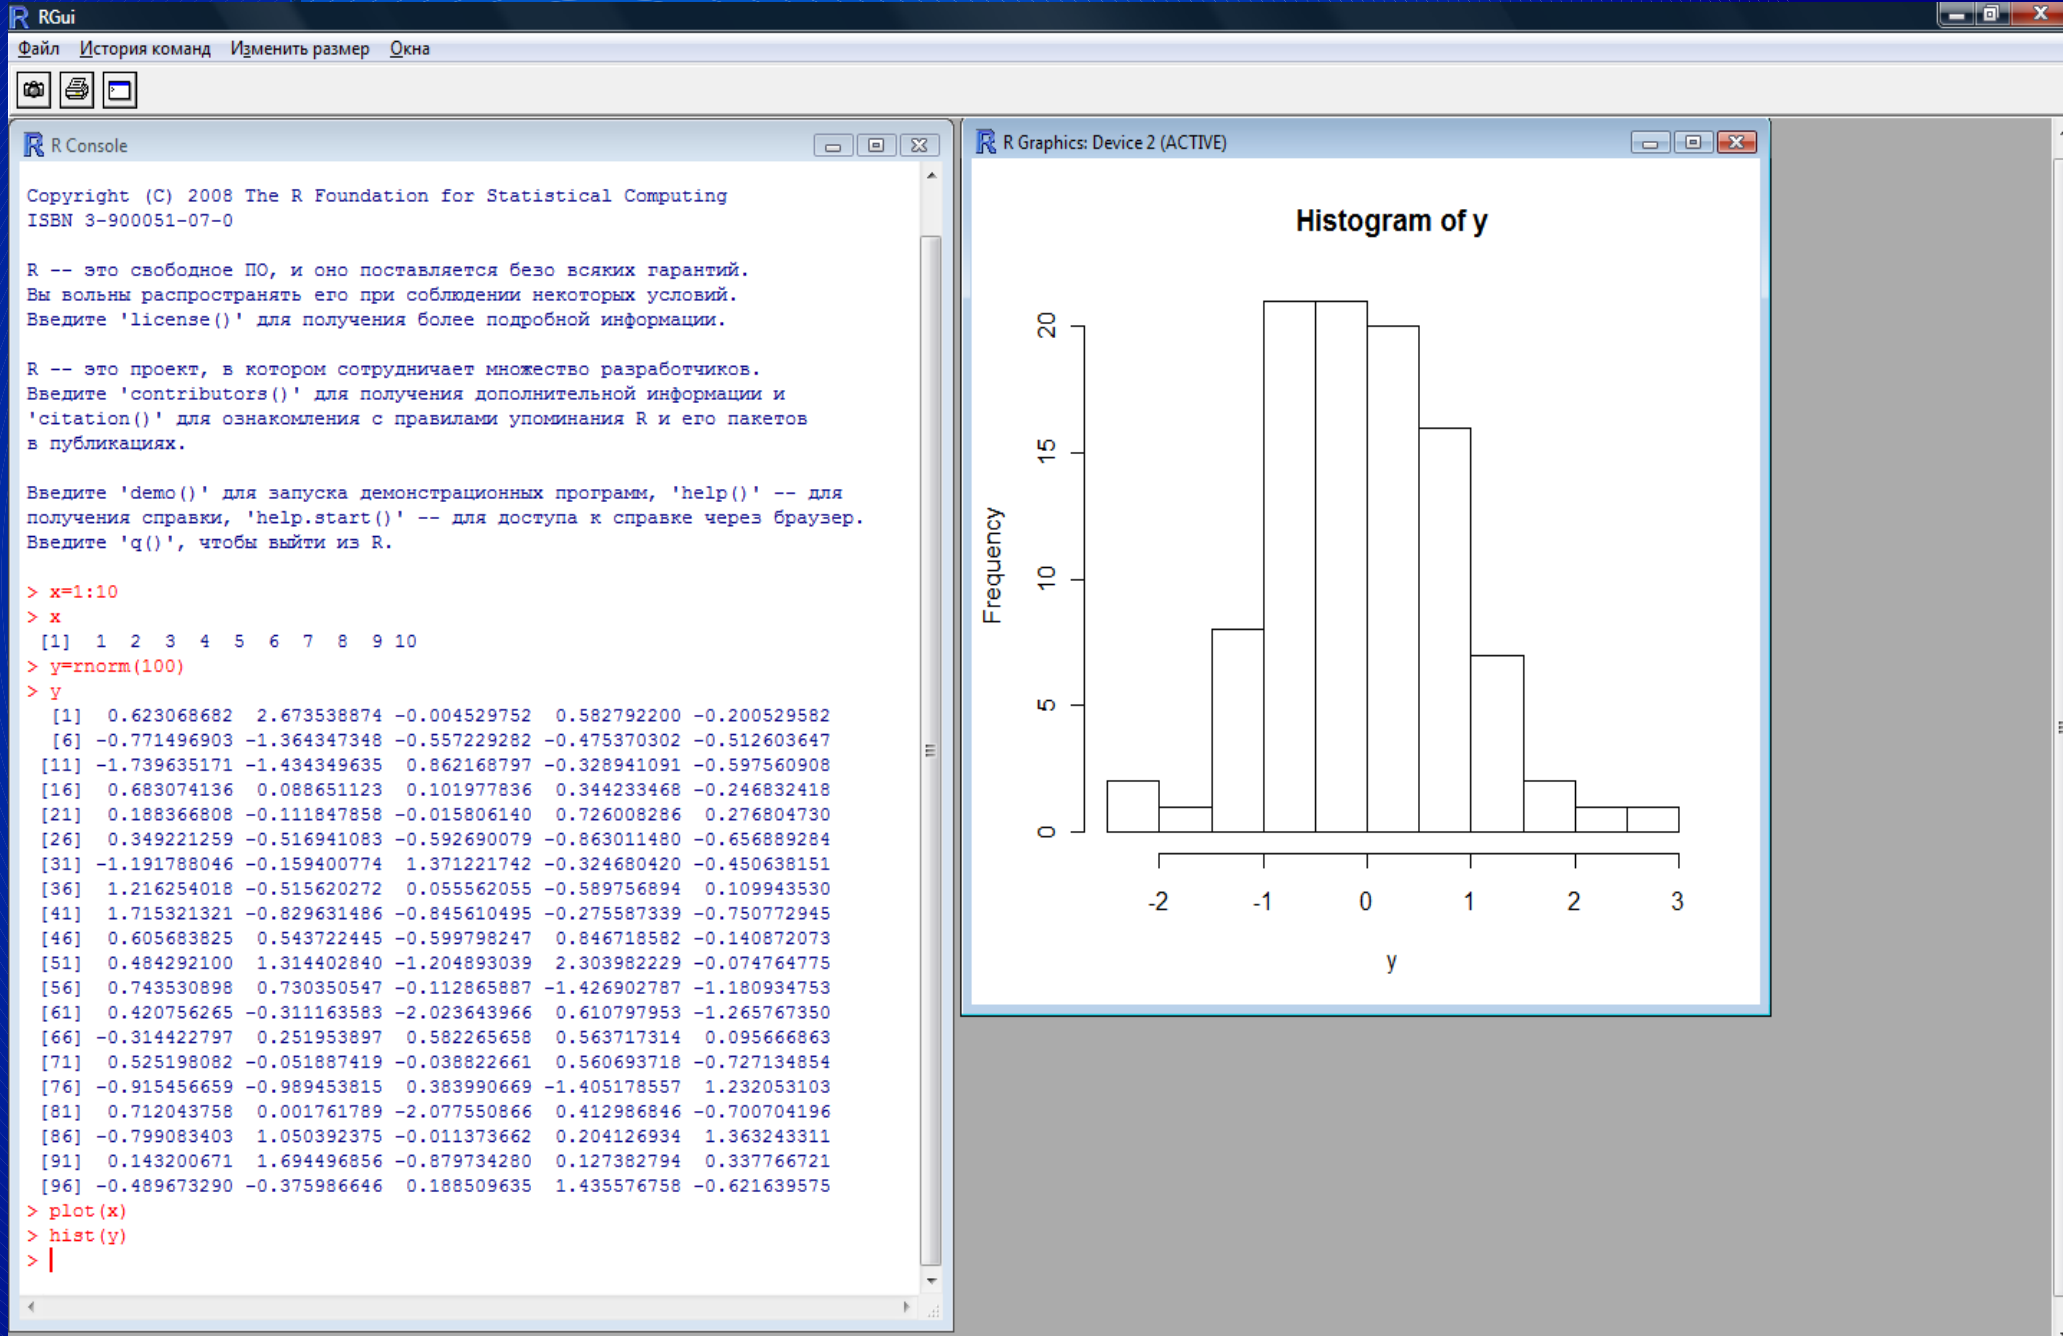 RGui
Файл История команд Изменить размер Окна
R Console
Copyright (C) 2008 The R Foundation for Statistical Computing
ISBN 3-900051-07-0
R -- это свободное ПО, и оно поставляется безо всяких гарантий.
Вы вольны распространять его при соблюдении некоторых условий.
Введите 'license()' для получения более подробной информации.
R -- это проект, в котором сотрудничает множество разработчиков.
Введите 'contributors()' для получения дополнительной информации и
'citation()' для ознакомления с правилами упоминания R и его пакетов
в публикациях.
Введите 'demo()' для запуска демонстрационных программ, 'help()' -- для
получения справки, 'help.start()' -- для доступа к справке через браузер.
Введите 'q()', чтобы выйти из R.
> x=1:10
> x
[1] 1 2 3 4 5 6 7 8 9 10
> y=rnorm(100)
> y
[1] 0.623068682 2.673538874 -0.004529752 0.582792200 -0.200529582
[6] -0.771496903 -1.364347348 -0.557229282 -0.475370302 -0.512603647
[11] -1.739635171 -1.434349635 0.862168797 -0.328941091 -0.597560908
[16] 0.683074136 0.088651123 0.101977836 0.344233468 -0.246832418
[21] 0.188366808 -0.111847858 -0.015806140 0.726008286 0.276804730
[26] 0.349221259 -0.516941083 -0.592690079 -0.863011480 -0.656889284
[31] -1.191788046 -0.159400774 1.371221742 -0.324680420 -0.450638151
[36] 1.216254018 -0.515620272 0.055562055 -0.589756894 0.109943530
[41] 1.715321321 -0.829631486 -0.845610495 -0.275587339 -0.750772945
[46] 0.605683825 0.543722445 -0.599798247 0.846718582 -0.140872073
[51] 0.484292100 1.314402840 -1.204893039 2.303982229 -0.074764775
[56] 0.743530898 0.730350547 -0.112865887 -1.426902787 -1.180934753
[61] 0.420756265 -0.311163583 -2.023643966 0.610797953 -1.265767350
[66] -0.314422797 0.251953897 0.582265658 0.563717314 0.095666863
[71] 0.525198082 -0.051887419 -0.038822661 0.560693718 -0.727134854
[76] -0.915456659 -0.989453815 0.383990669 -1.405178557 1.232053103
[81] 0.712043758 0.001761789 -2.077550866 0.412986846 -0.700704196
[86] -0.799083403 1.050392375 -0.011373662 0.204126934 1.363243311
[91] 0.143200671 1.694496856 -0.879734280 0.127382794 0.337766721
[96] -0.489673290 -0.375986646 0.188509635 1.435576758 -0.621639575
> plot(x)
> hist(y)
>
R Graphics: Device 2 (ACTIVE)
Histogram of y
Frequency
20
15
10
5
0
-2 -1 0 1 2 3
y